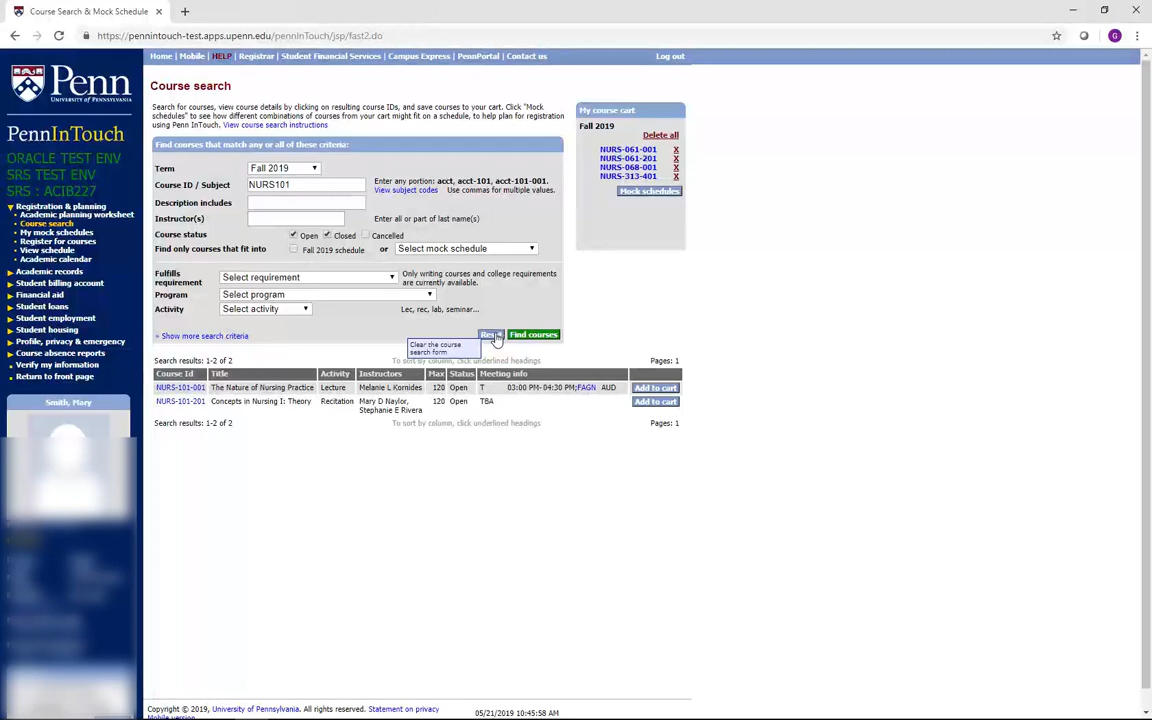 Course Search & Mock Schedule
https://pennintouch-test.apps.upenn.edu/pennInTouch/jsp/fast2.do
G
Home | Mobile | HELP | Registrar | Student Financial Services | Campus Express | PennPortal | Contact us
Log out
Penn
UNIVERSITY of PENNSYLVANIA
PennInTouch
ORACLE TEST ENV
SRS TEST ENV
SRS : ACIB227
Registration & planning
Academic planning worksheet
Course search
My mock schedules
Register for courses
View schedule
Academic calendar
Academic records
Student billing account
Financial aid
Student loans
Student employment
Student housing
Profile, privacy & emergency
Course absence reports
Verify my information
Return to front page
Smith, Mary
Course search
Search for courses, view course details by clicking on resulting course IDs, and save courses to your cart. Click "Mock
schedules" to see how different combinations of courses from your cart might fit on a schedule, to help plan for registration
using Penn InTouch. View course search instructions
Find courses that match any or all of these criteria:
Term Fall 2019
Course ID / Subject NURS101 Enter any portion: acct, acct-101, acct-101-001.
View subject codes Use commas for multiple values.
Description includes
Instructor(s) Enter all or part of last name(s)
Course status Open Closed Cancelled
Find only courses that fit into Fall 2019 schedule or Select mock schedule
Fulfills
requirement Select requirement Only writing courses and college requirements
are currently available.
Program Select program
Activity Select activity Lec, rec, lab, seminar...
» Show more search criteria Find courses
Clear the course
search form
Search results: 1-2 of 2 To sort by column, click underlined headings Pages: 1
Course Id Title Activity Instructors Max Status Meeting info
NURS-101-001 The Nature of Nursing Practice Lecture Melanie L Kornides 120 Open T 03:00 PM- 04:30 PM;FAGN AUD Add to cart
NURS-101-201 Concepts in Nursing I: Theory Recitation Mary D Naylor, 120 Open TBA Add to cart
Stephanie E Rivera
Search results: 1-2 of 2 To sort by column, click underlined headings Pages: 1
My course cart
Fall 2019
Delete all
NURS-061-001 X
NURS-061-201 X
NURS-068-001 X
NURS-313-401 X
Mock schedules
Copyright © 2019, University of Pennsylvania. All rights reserved. Statement on privacy
Mobile version
05/21/2019 10:45:58 AM